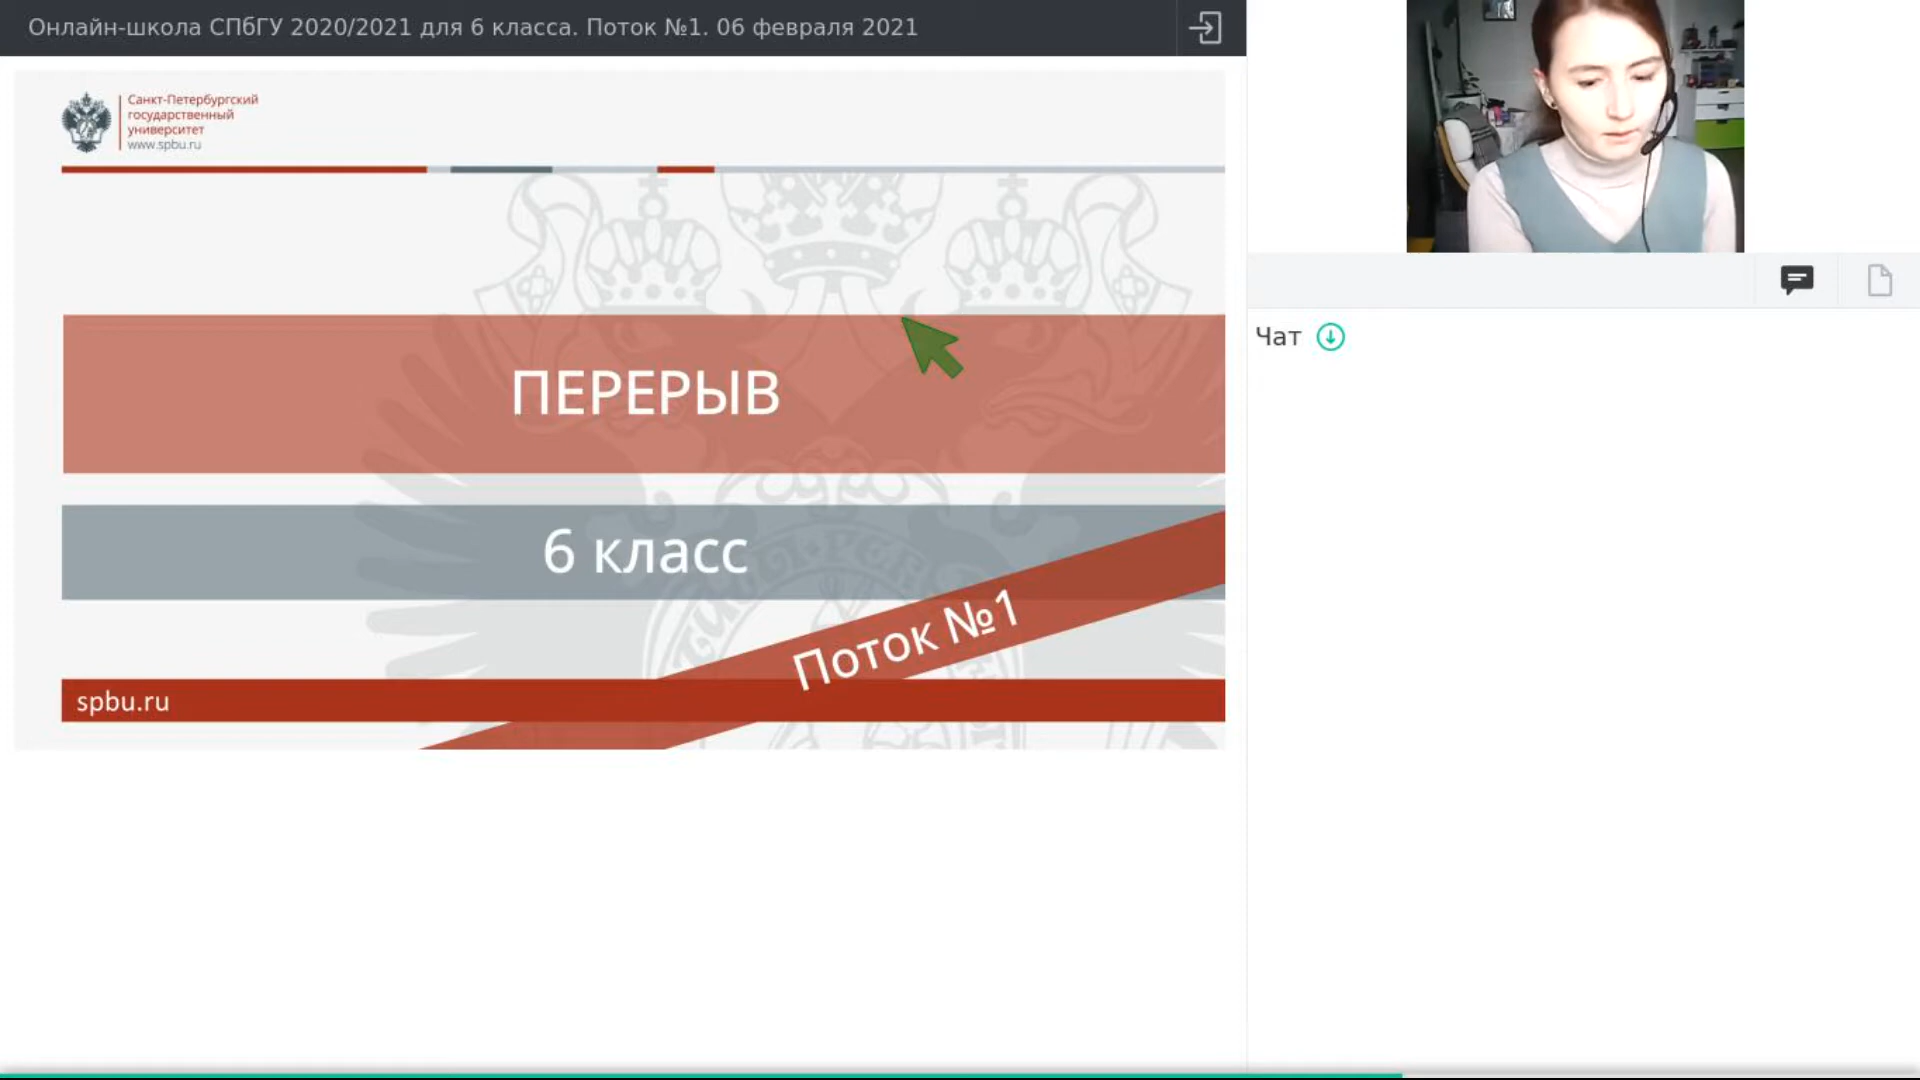 Онлайн-школа СПбГУ 2020/2021 для 6 класса. Поток №1. 06 февраля 2021
Санкт-Петербургский
государственный
университет
www.spbu.ru
ПЕРЕРЫВ
6 класс
Поток №1
spbu.ru
Чат